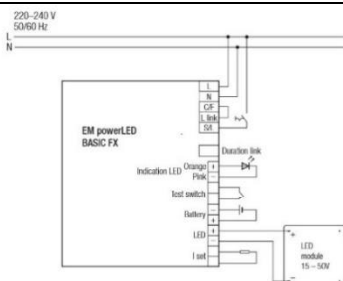 220–240 V
50/60 Hz
L
N
L
N
C/F
L link
S/L
EM powerLED
BASIC FX
Duration link
Indication LED Orange +
Pink −
Test switch
Battery −
+
LED +
−
I set
+
LED
module
15 – 50V
−